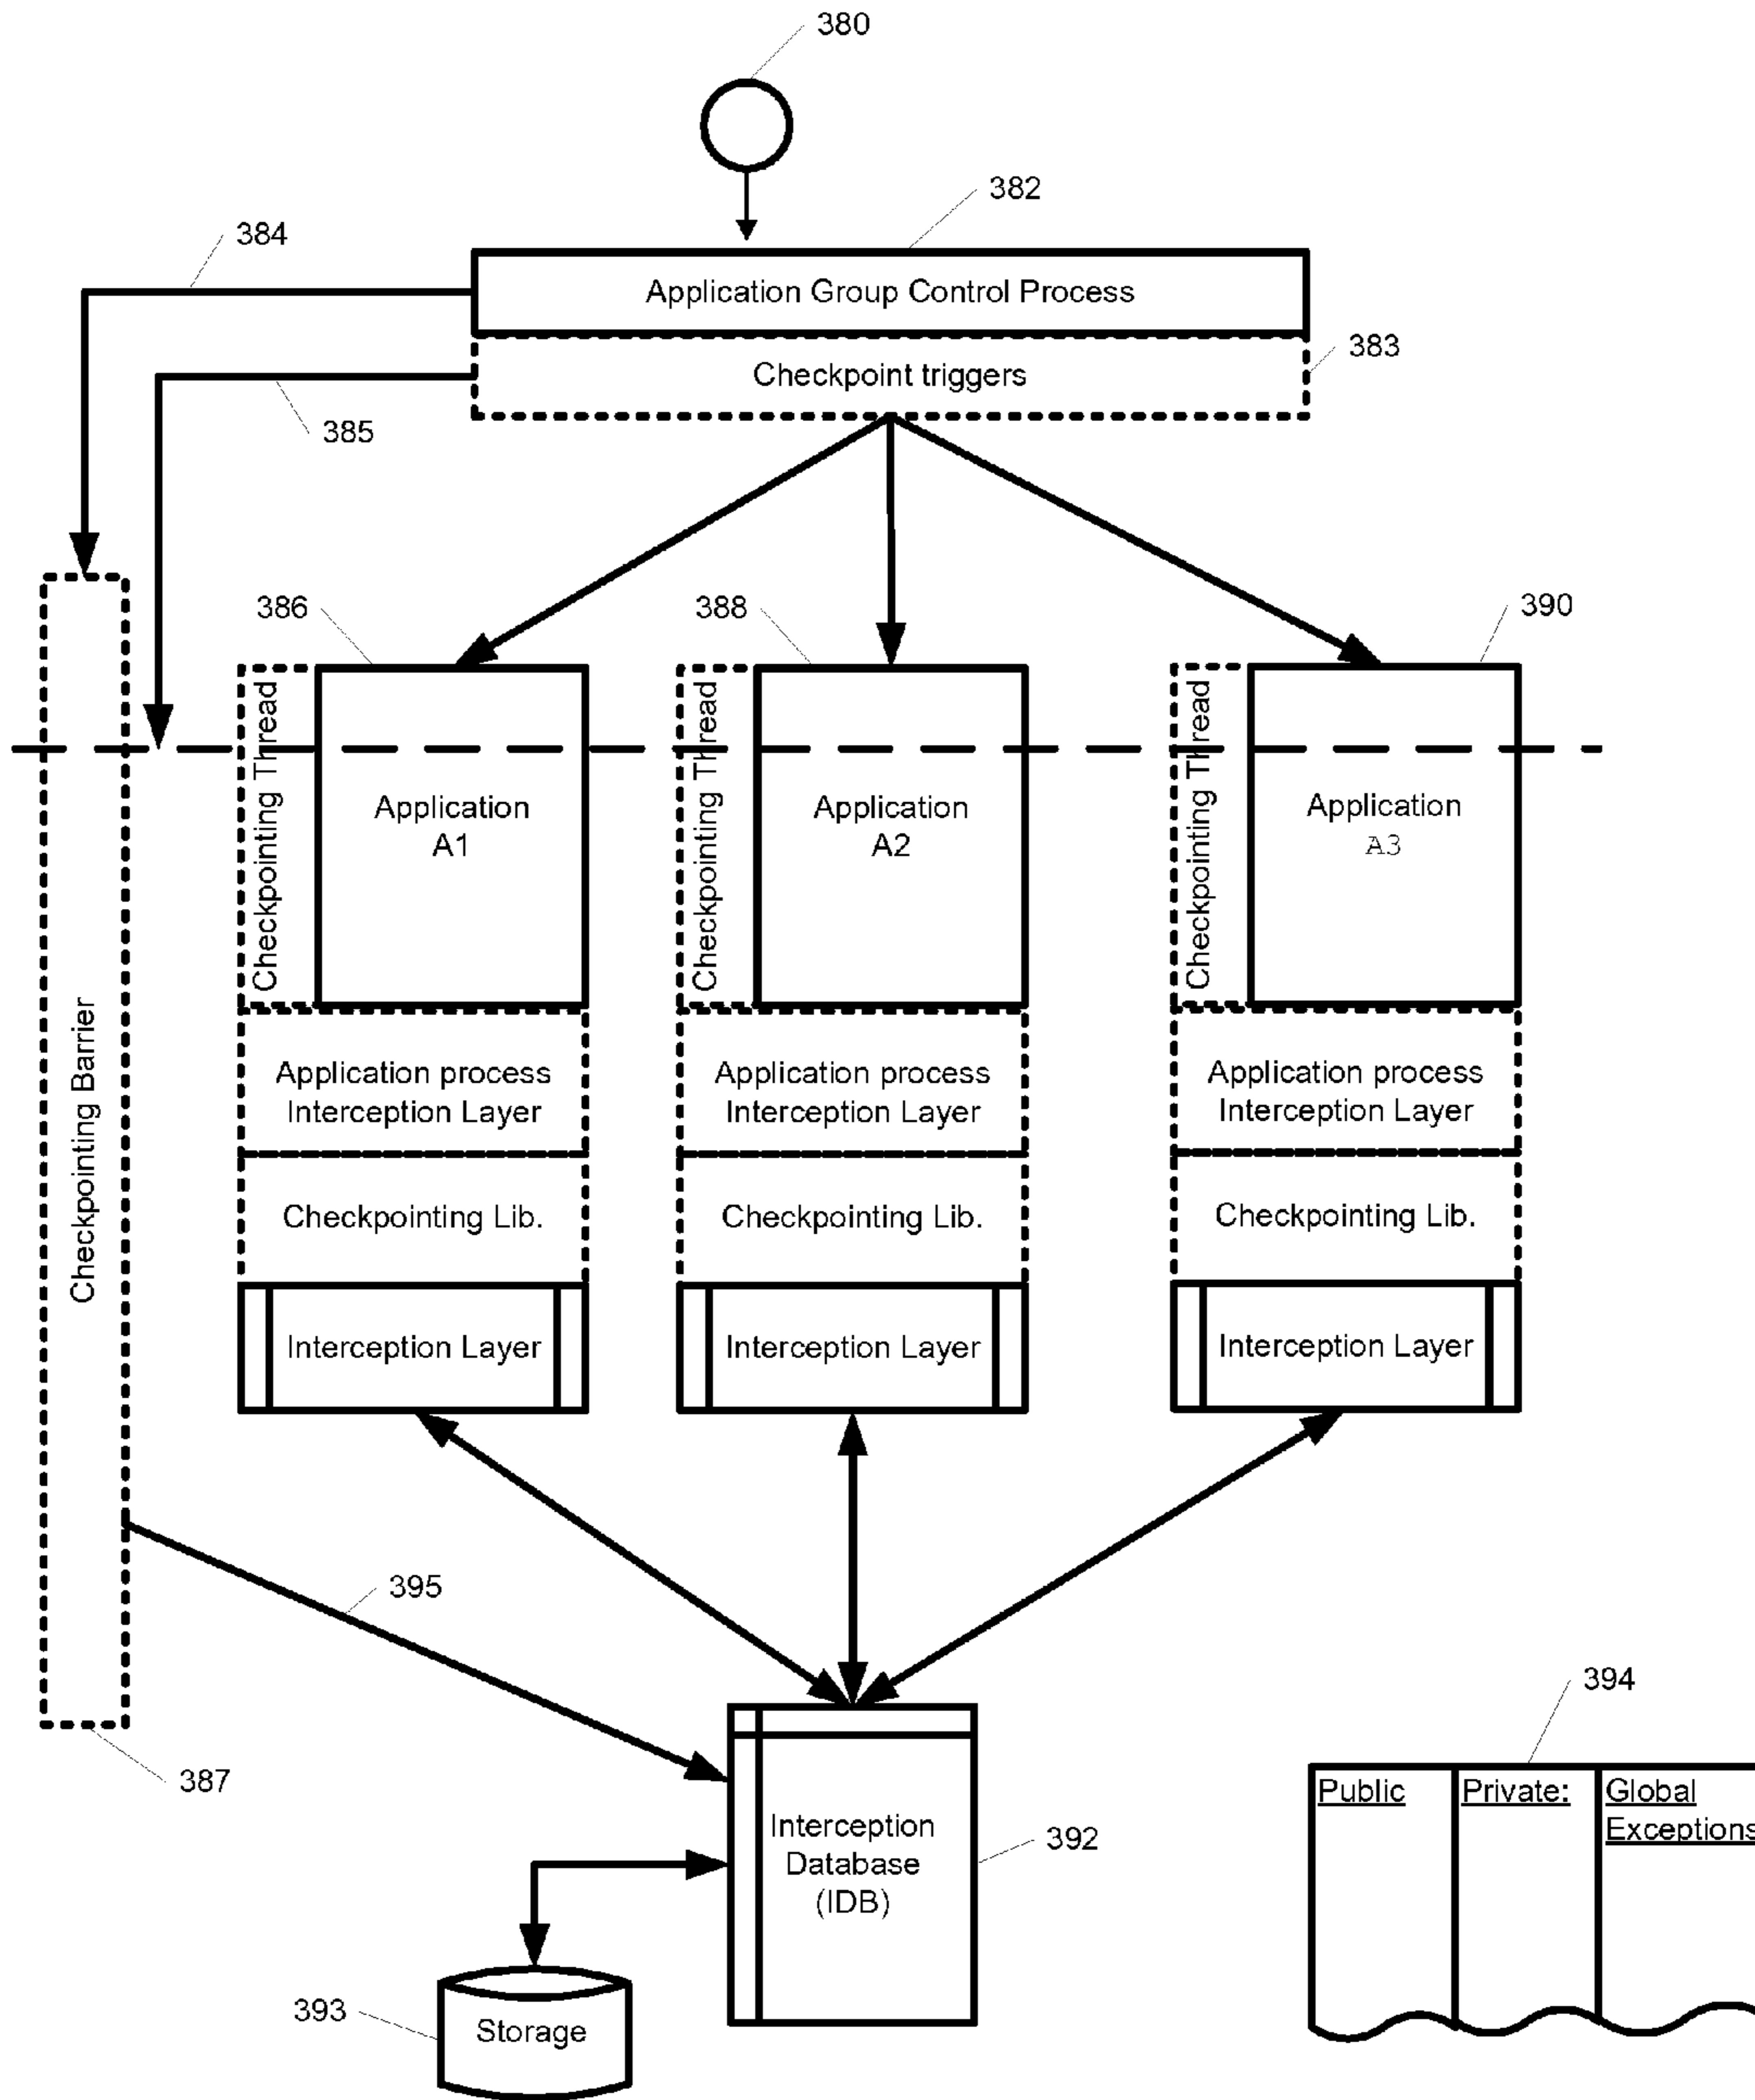 380
382
384
Application Group Control Process
383
Checkpoint triggers
385
386
388
390
Checkpointing Thread
Application
A1
Checkpointing Thread
Application
A2
Checkpointing Thread
Application
A3
Checkpointing Barrier
Application process
Interception Layer
Application process
Interception Layer
Application process
Interception Layer
Checkpointing Lib.
Checkpointing Lib.
Checkpointing Lib.
Interception Layer
Interception Layer
Interception Layer
395
394
387
Public
Private:
Global
Exceptions
Interception
Database
(IDB)
392
393
Storage